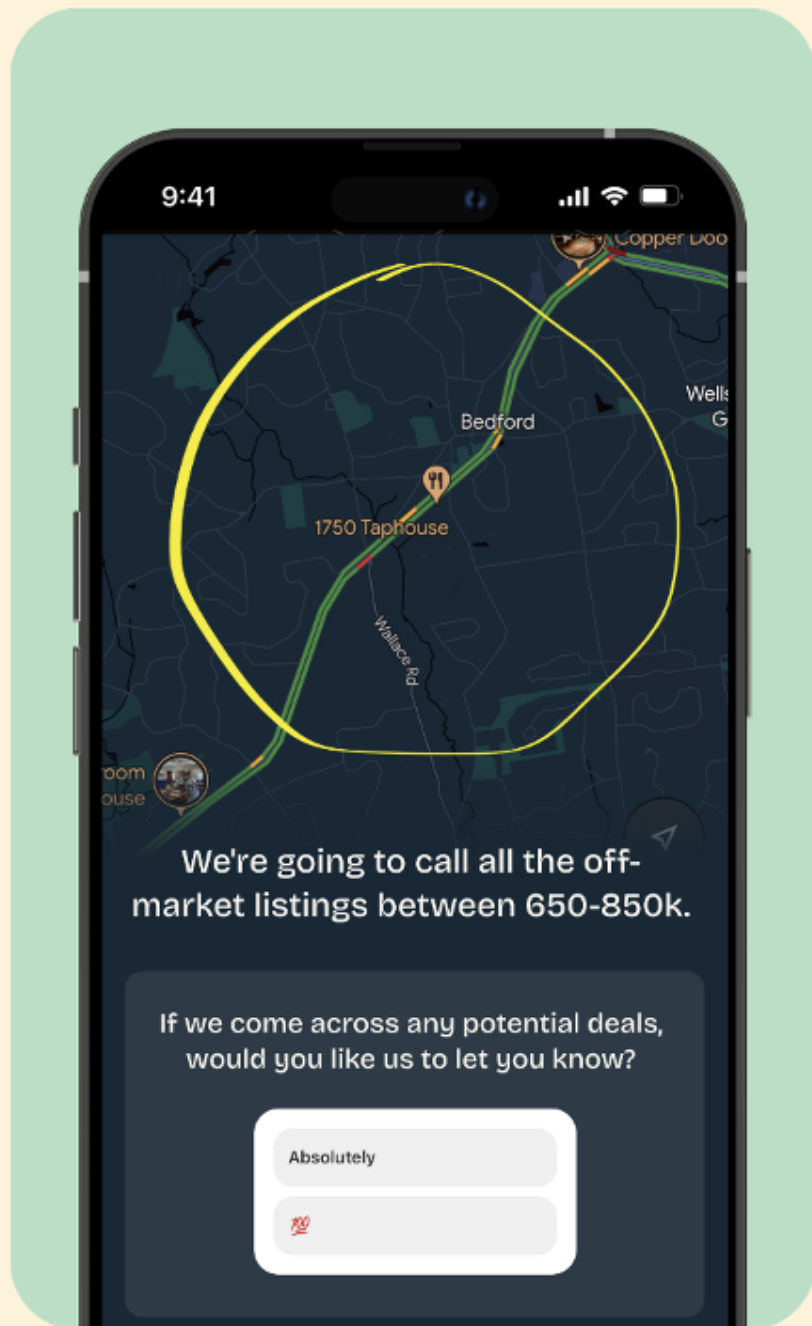 9:41
Copper Doo
Wells
G
Bedford
1750 Taphouse
Wallace Rd
room
ouse
We're going to call all the off-
market listings between 650-850k.
If we come across any potential deals,
would you like us to let you know?
Absolutely
💯